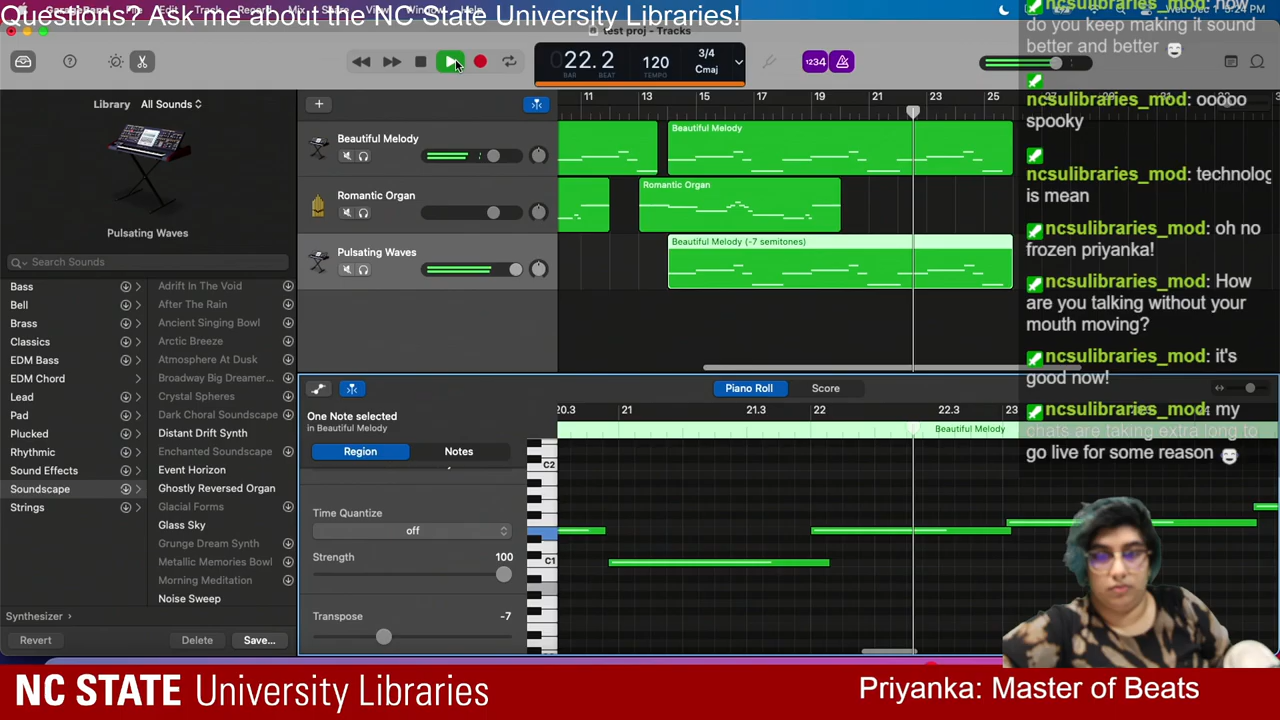 Questions? Ask me about the NC State University Libraries!
test proj - Tracks
22.2
BAR
BEAT
120
TEMPO
3/4
Cmaj
1234
Library
All Sounds
Pulsating Waves
Search Sounds
Bass
Bell
Brass
Classics
EDM Bass
EDM Chord
Lead
Pad
Plucked
Rhythmic
Sound Effects
Soundscape
Strings
Adrift In The Void
After The Rain
Ancient Singing Bowl
Arctic Breeze
Atmosphere At Dusk
Broadway Big Dreamer...
Crystal Spheres
Dark Choral Soundscape
Distant Drift Synth
Enchanted Soundscape
Event Horizon
Ghostly Reversed Organ
Glacial Forms
Glass Sky
Grunge Dream Synth
Metallic Memories Bowl
Morning Meditation
Noise Sweep
Synthesizer
Revert
Delete
Save...
11 13 15 17 19 21 23 25
Beautiful Melody
Beautiful Melody
Romantic Organ
Romantic Organ
Pulsating Waves
Beautiful Melody (-7 semitones)
Piano Roll
Score
One Note selected
in Beautiful Melody
Region
Notes
Time Quantize
off
Strength
100
Transpose
-7
20.3 21 21.3 22 22.3 23
Beautiful Melody
C2
C1
do you keep making it sound
better and better
ncsulibraries_mod: ooooo
spooky
ncsulibraries_mod: technolog
is mean
ncsulibraries_mod: oh no
frozen priyanka!
ncsulibraries_mod: How
are you talking without your
mouth moving?
ncsulibraries_mod: it's
good now!
ncsulibraries_mod: my
chats are taking extra long to
go live for some reason
NC STATE University Libraries
Priyanka: Master of Beats